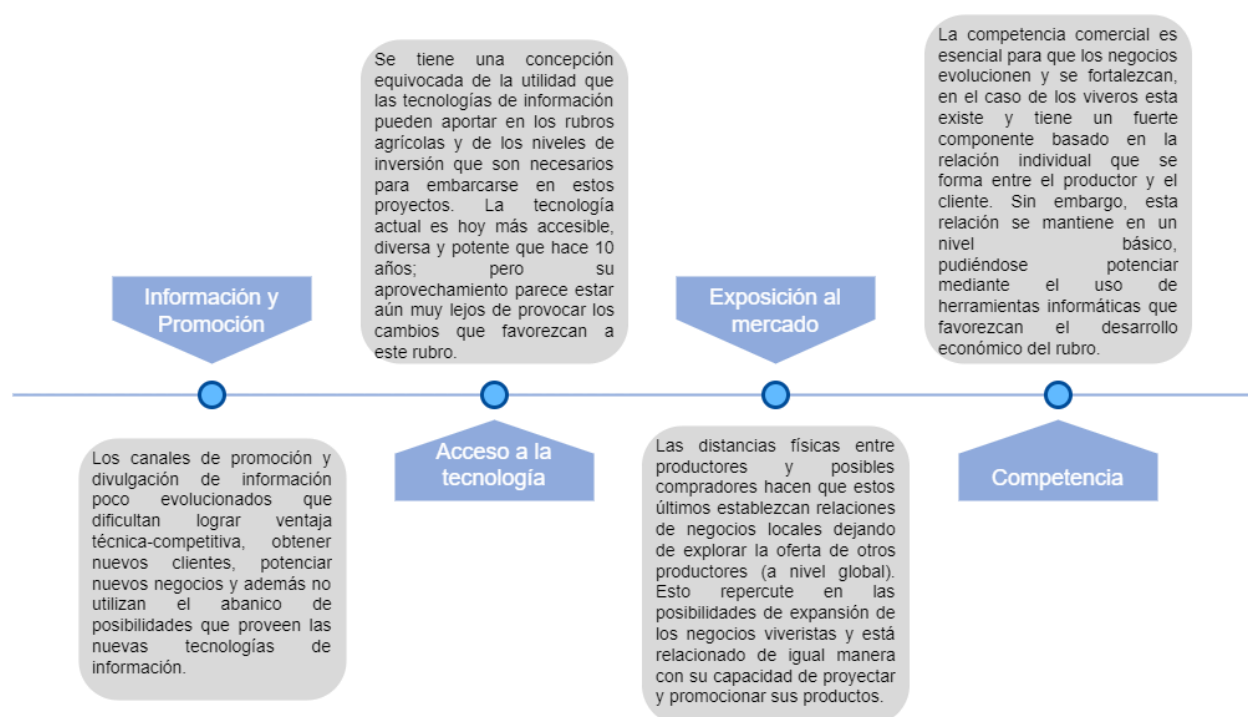 Información y
Promoción
Los canales de promoción y
divulgación de información
poco evolucionados que
dificultan lograr ventaja
técnica-competitiva, obtener
nuevos clientes, potenciar
nuevos negocios y además no
utilizan el abanico de
posibilidades que proveen las
nuevas tecnologías de
información.
Se tiene una concepción
equivocada de la utilidad que
las tecnologías de información
pueden aportar en los rubros
agrícolas y de los niveles de
inversión que son necesarios
para embarcarse en estos
proyectos. La tecnología
actual es hoy más accesible,
diversa y potente que hace 10
años; pero su
aprovechamiento parece estar
aún muy lejos de provocar los
cambios que favorezcan a
este rubro.
Acceso a la
tecnología
Exposición al
mercado
Las distancias físicas entre
productores y posibles
compradores hacen que estos
últimos establezcan relaciones
de negocios locales dejando
de explorar la oferta de otros
productores (a nivel global).
Esto repercute en las
posibilidades de expansión de
los negocios viveristas y está
relacionado de igual manera
con su capacidad de proyectar
y promocionar sus productos.
La competencia comercial es
esencial para que los negocios
evolucionen y se fortalezcan,
en el caso de los viveros esta
existe y tiene un fuerte
componente basado en la
relación individual que se
forma entre el productor y el
cliente. Sin embargo, esta
relación se mantiene en un
nivel básico,
pudiéndose potenciar
mediante el uso de
herramientas informáticas que
favorezcan el desarrollo
económico del rubro.
Competencia